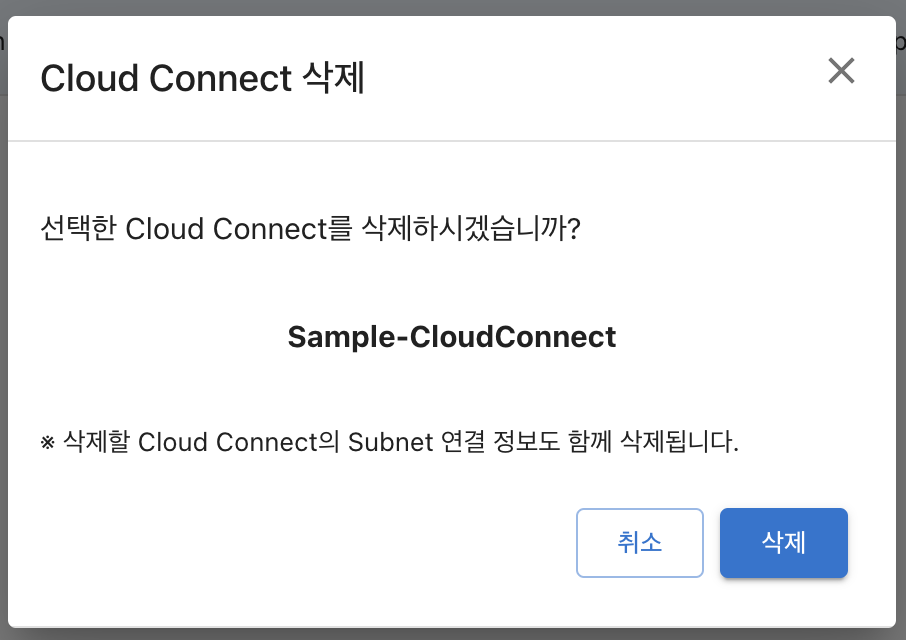 Cloud Connect 삭제
선택한 Cloud Connect를 삭제하시겠습니까?
Sample-CloudConnect
※ 삭제할 Cloud Connect의 Subnet 연결 정보도 함께 삭제됩니다.
취소 삭제